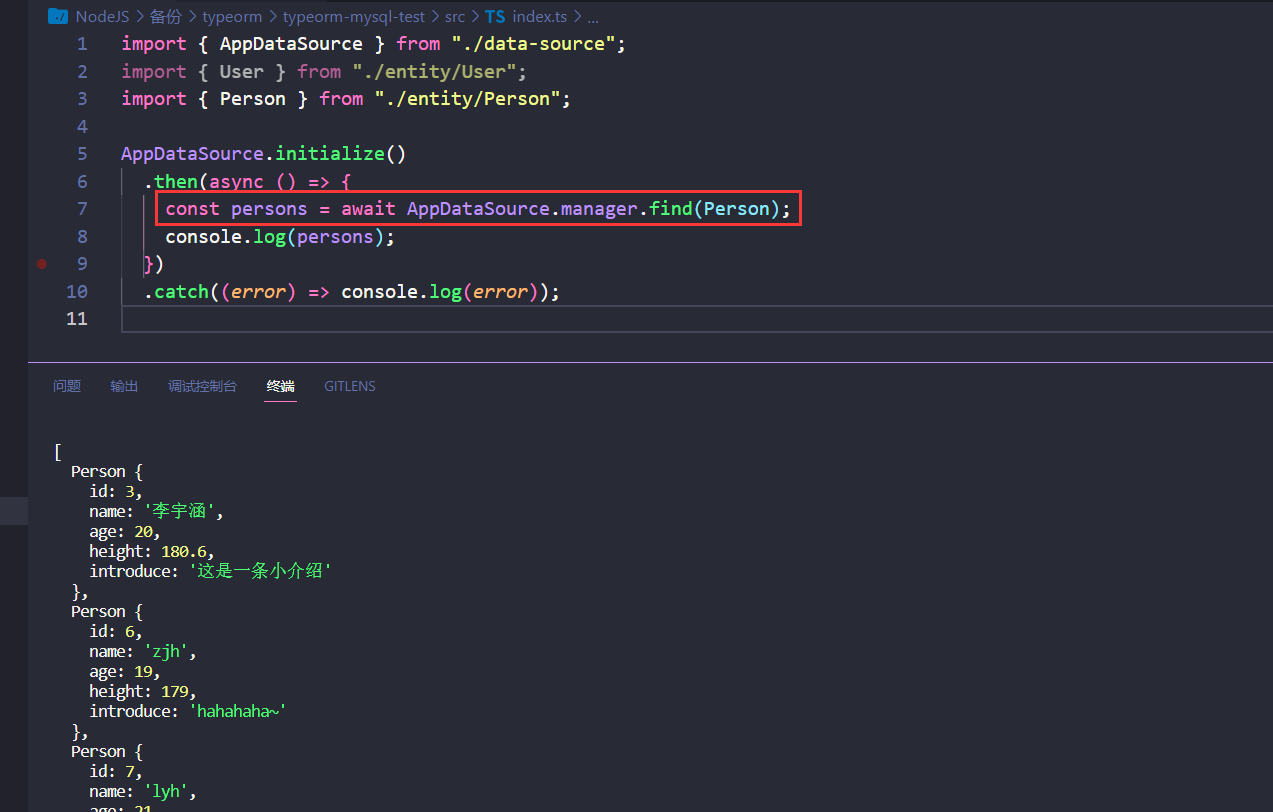 NodeJS > 备份 > typeorm > typeorm-mysql-test > src > TS index.ts > ...
1 import { AppDataSource } from "./data-source";
2 import { User } from "./entity/User";
3 import { Person } from "./entity/Person";
4
5 AppDataSource.initialize()
6 .then(async () => {
7 const persons = await AppDataSource.manager.find(Person);
8 console.log(persons);
9 })
10 .catch((error) => console.log(error));
11
问题 输出 调试控制台 终端 GITLENS
[
Person {
id: 3,
name: '李宇涵',
age: 20,
height: 180.6,
introduce: '这是一条小介绍'
},
Person {
id: 6,
name: 'zjh',
age: 19,
height: 179,
introduce: 'hahahaha~'
},
Person {
id: 7,
name: 'lyh',
age: 21